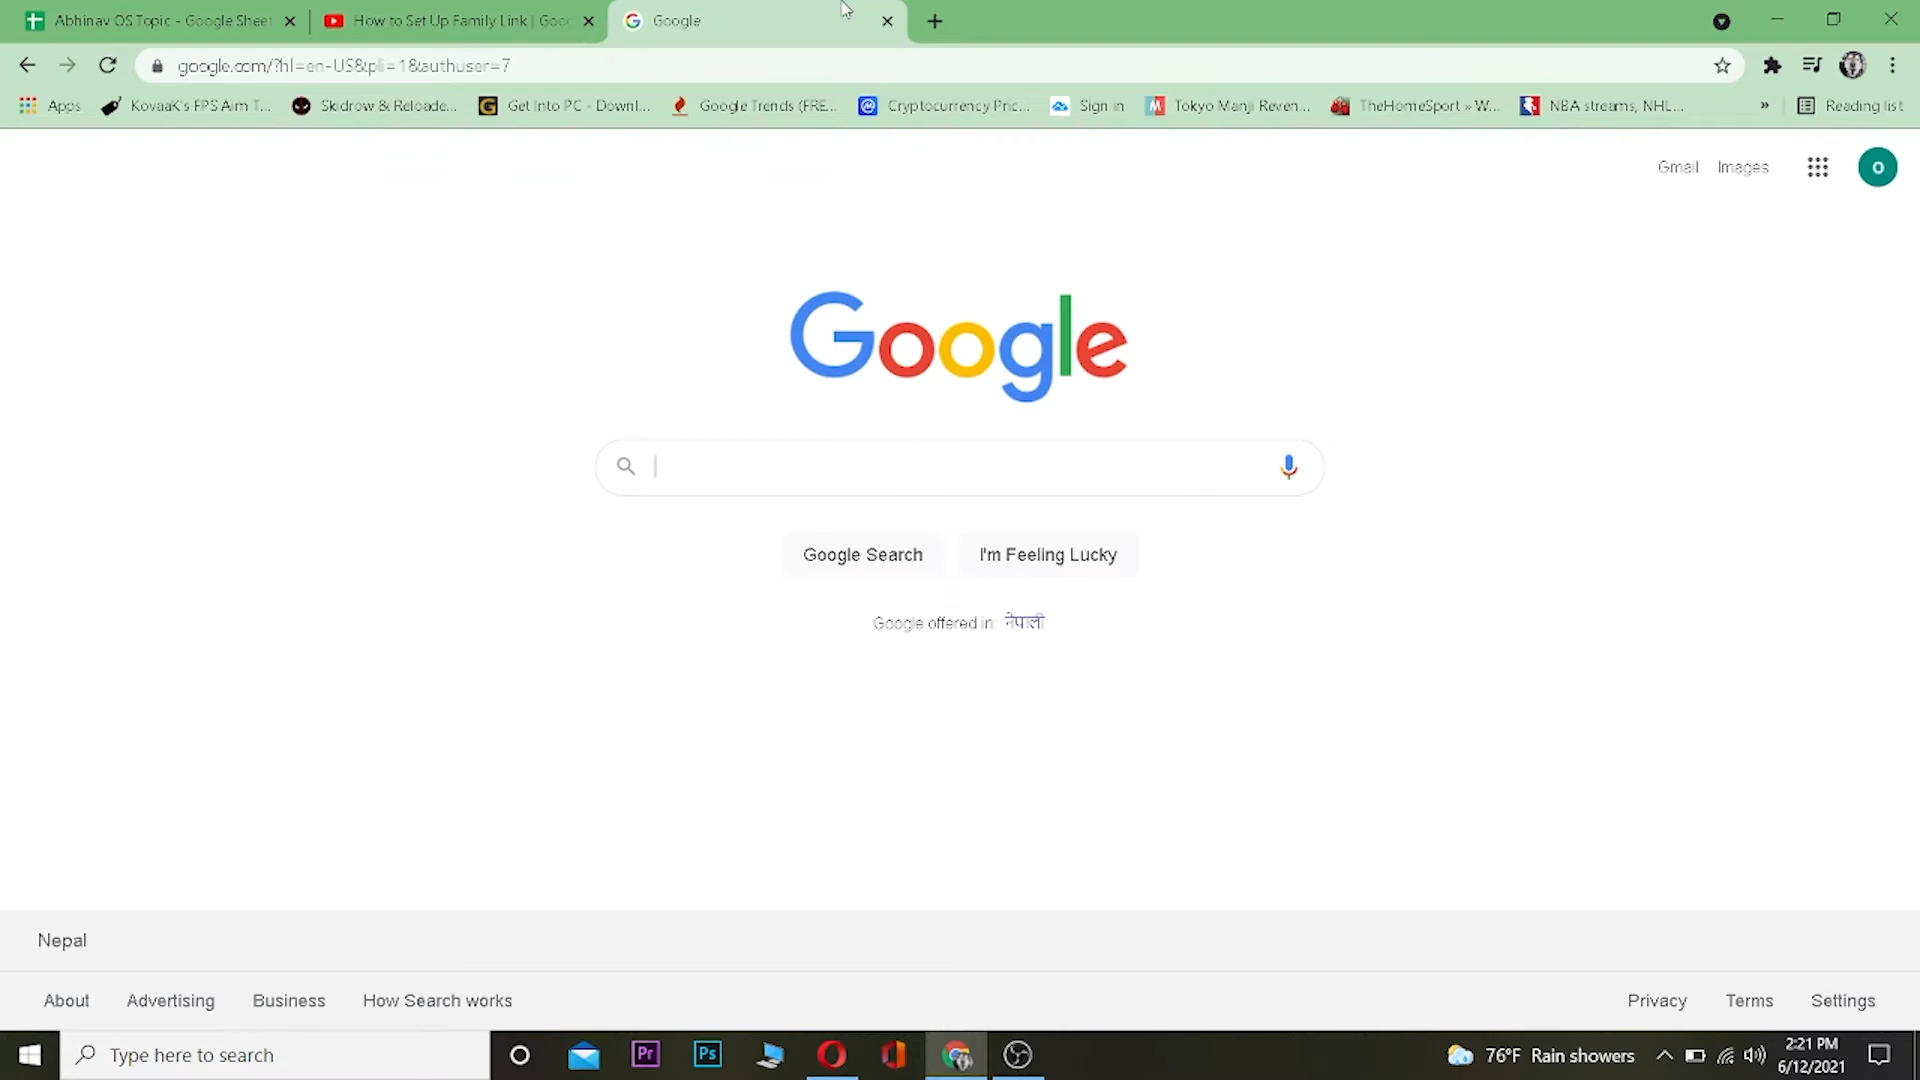 Abhinav OS Topic - Google Sheet
How to Set Up Family Link | Goo
Google
google.com/?hl=en-US&pli=1&authuser=7
Apps
KovaaK's FPS Aim T...
Skidrow & Reloade...
Get Into PC - Downl...
Google Trends (FRE...
Cryptocurrency Pric...
Sign in
Tokyo Manji Reven...
TheHomeSport » W...
NBA streams, NHL...
»
Reading list
Gmail
Images
o
Google
Google Search
I'm Feeling Lucky
Google offered in: नेपाली
Nepal
About
Advertising
Business
How Search works
Privacy
Terms
Settings
Type here to search
Pr
Ps
76°F Rain showers
2:21 PM
6/12/2021